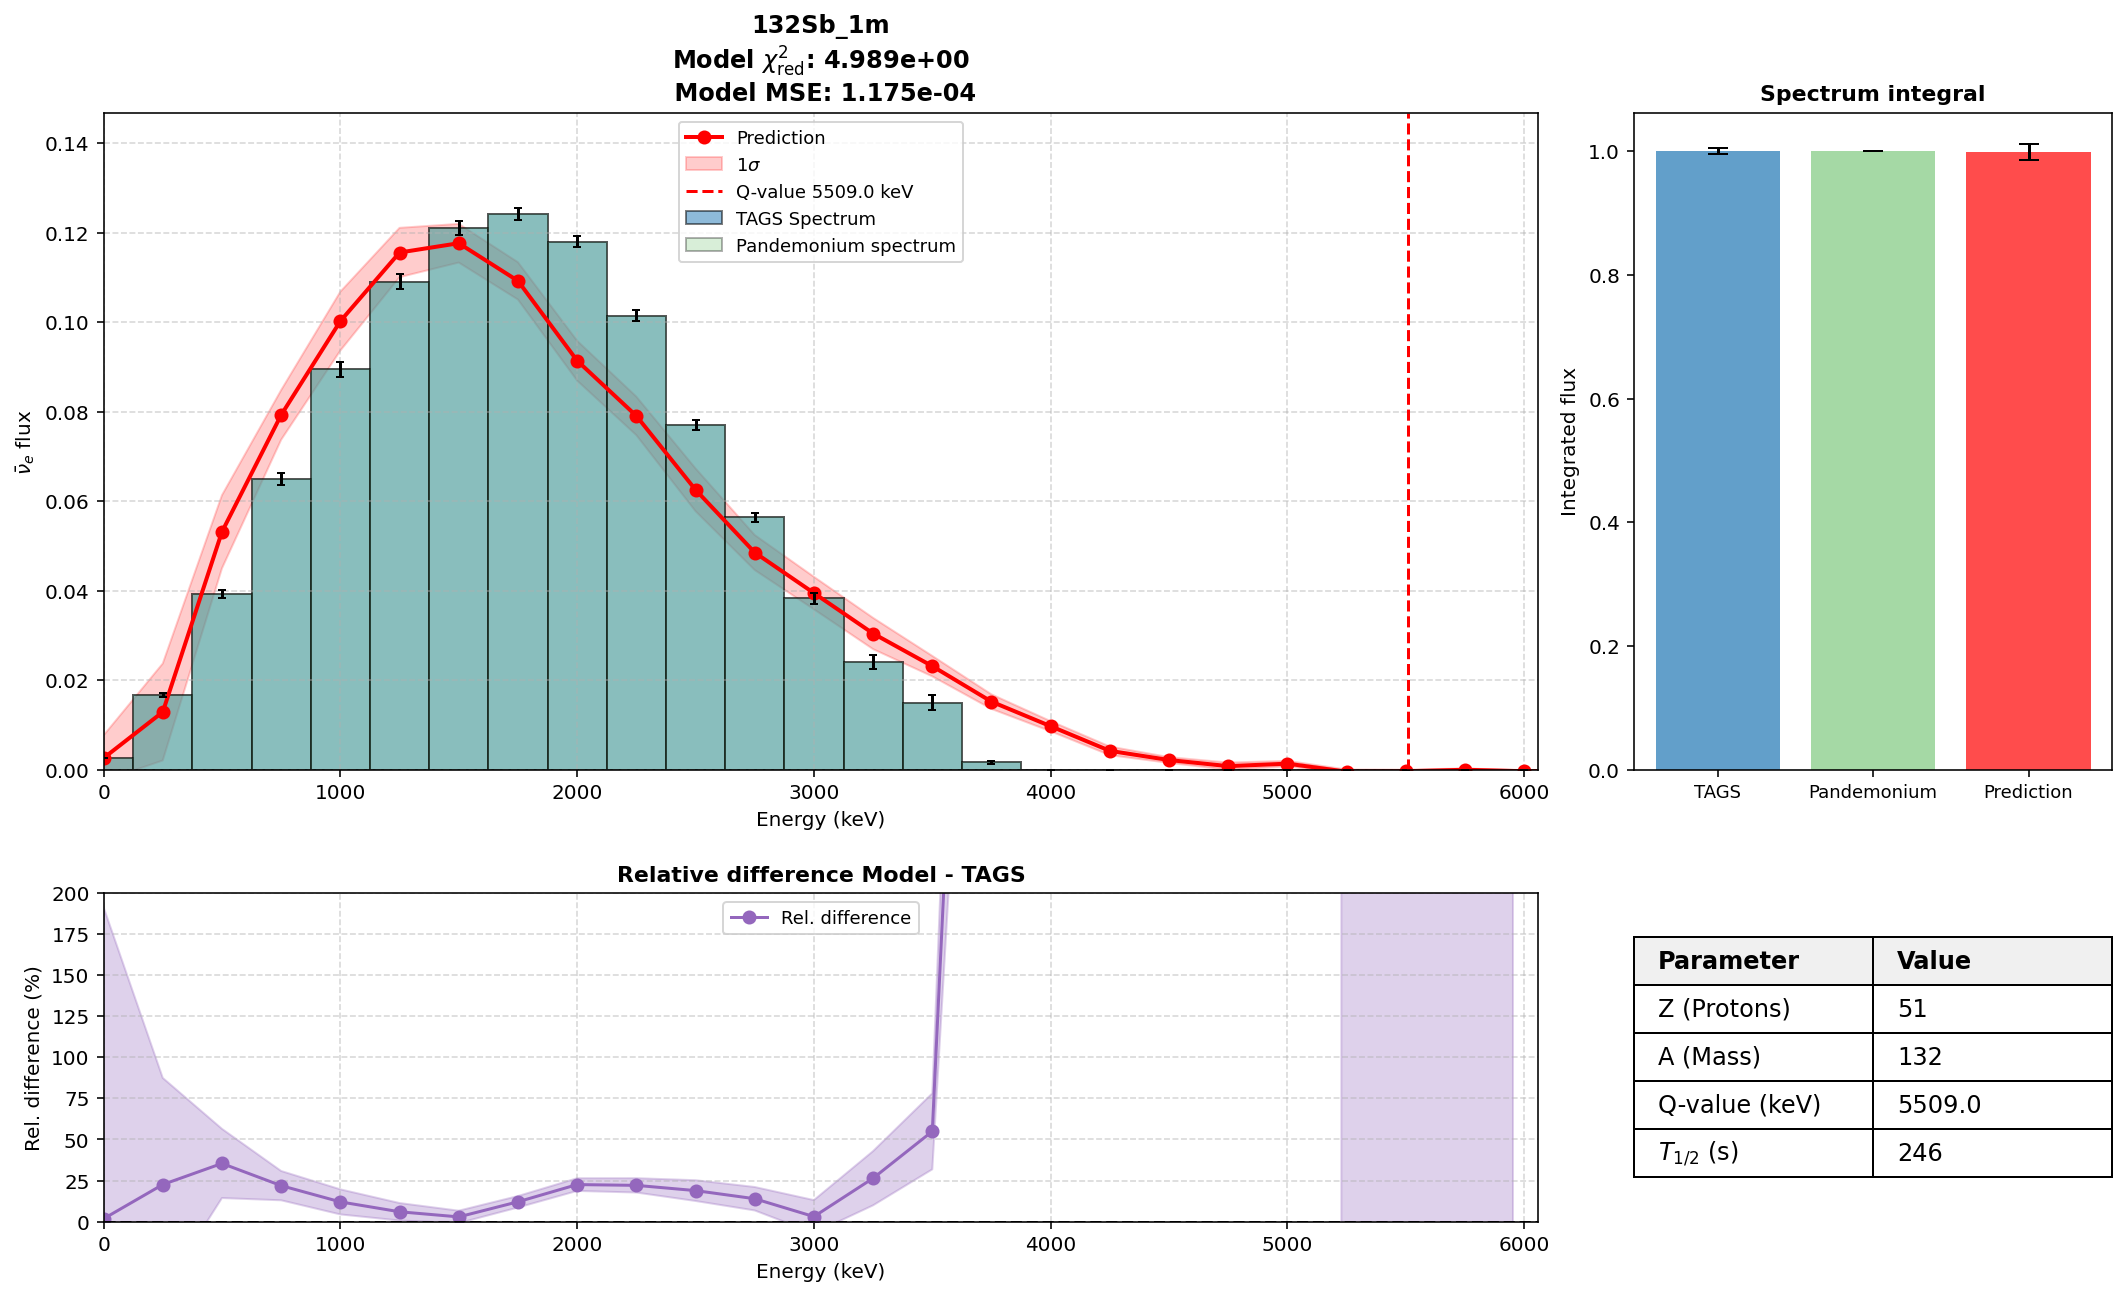 132Sb_1m
Model χ²red: 4.989e+00
Model MSE: 1.175e-04
Prediction
1σ
Q-value 5509.0 keV
TAGS Spectrum
Pandemonium spectrum
ν̄e flux
0.14
0.12
0.10
0.08
0.06
0.04
0.02
0.00
0 1000 2000 3000 4000 5000 6000
Energy (keV)
Spectrum integral
Integrated flux
1.0
0.8
0.6
0.4
0.2
0.0
TAGS Pandemonium Prediction
Relative difference Model - TAGS
Rel. difference
Rel. difference (%)
200
175
150
125
100
75
50
25
0
0 1000 2000 3000 4000 5000 6000
Energy (keV)
Parameter Value
Z (Protons) 51
A (Mass) 132
Q-value (keV) 5509.0
T1/2 (s) 246